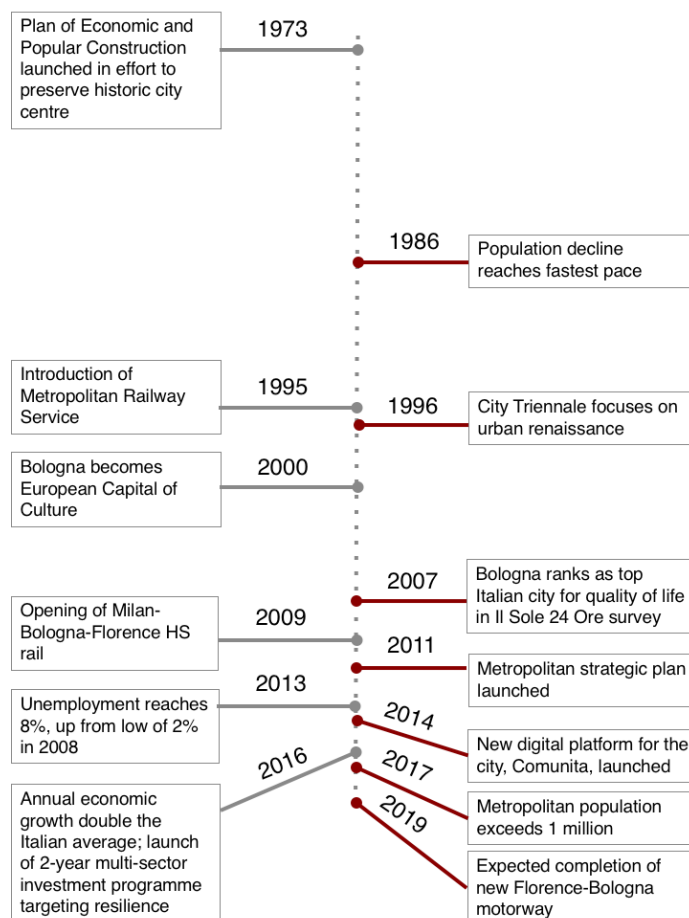 Plan of Economic and
Popular Construction
launched in effort to
preserve historic city
centre
1973
1986
Population decline
reaches fastest pace
Introduction of
Metropolitan Railway
Service
1995
1996
City Triennale focuses on
urban renaissance
Bologna becomes
European Capital of
Culture
2000
2007
Bologna ranks as top
Italian city for quality of life
in Il Sole 24 Ore survey
Opening of Milan-
Bologna-Florence HS
rail
2009
2011
Metropolitan strategic plan
launched
Unemployment reaches
8%, up from low of 2%
in 2008
2013
2014
New digital platform for the
city, Comunita, launched
Annual economic
growth double the
Italian average; launch
of 2-year multi-sector
investment programme
targeting resilience
2016
2017
Metropolitan population
exceeds 1 million
2019
Expected completion of
new Florence-Bologna
motorway